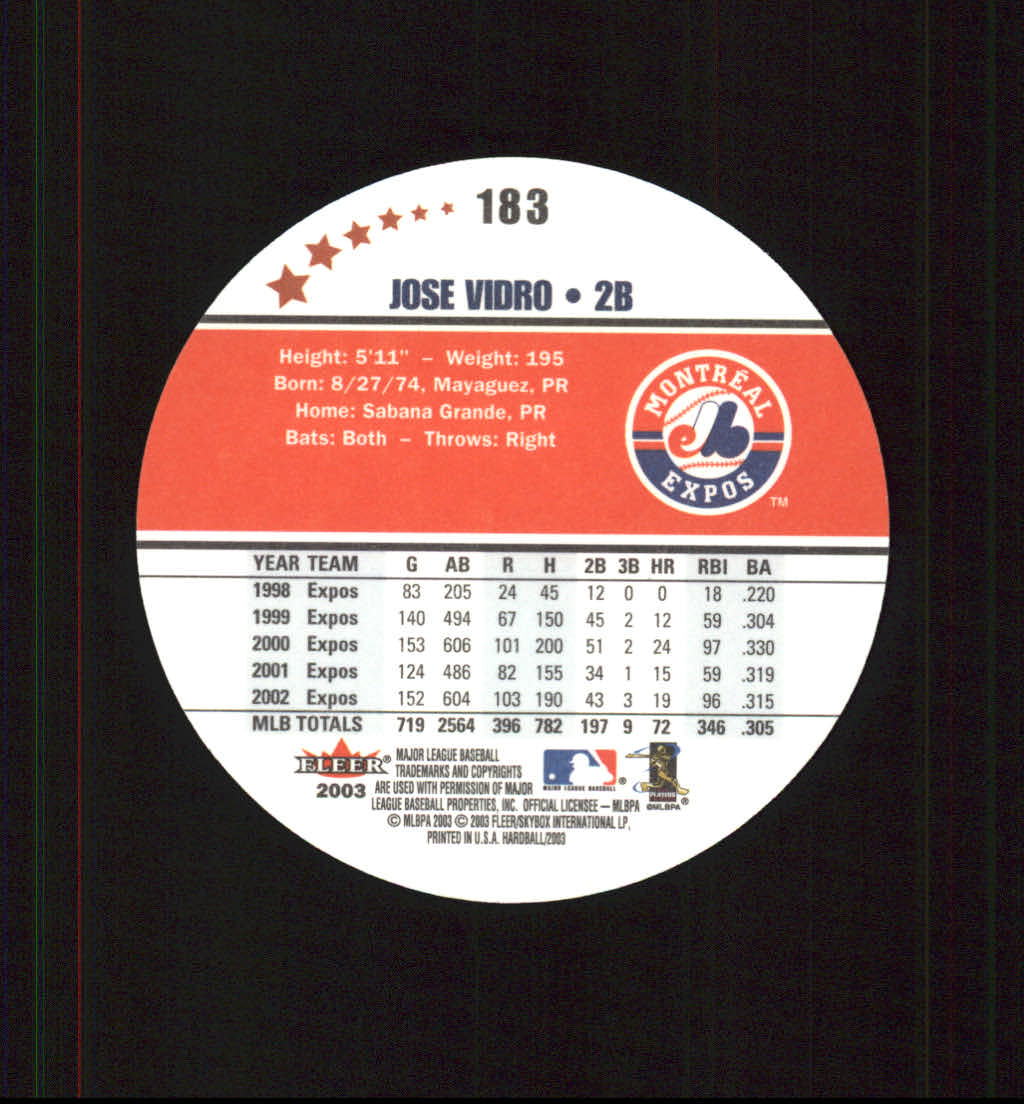 183
JOSE VIDRO • 2B
Height: 5'11" – Weight: 195
Born: 8/27/74, Mayaguez, PR
Home: Sabana Grande, PR
Bats: Both – Throws: Right
MONTRÉAL
EXPOS
TM
YEAR TEAM G AB R H 2B 3B HR RBI BA
1998 Expos 83 205 24 45 12 0 0 18 .220
1999 Expos 140 494 67 150 45 2 12 59 .304
2000 Expos 153 606 101 200 51 2 24 97 .330
2001 Expos 124 486 82 155 34 1 15 59 .319
2002 Expos 152 604 103 190 43 3 19 96 .315
MLB TOTALS 719 2564 396 782 197 9 72 346 .305
FLEER®
2003
MAJOR LEAGUE BASEBALL
TRADEMARKS AND COPYRIGHTS
ARE USED WITH PERMISSION OF MAJOR
LEAGUE BASEBALL PROPERTIES, INC. OFFICIAL LICENSEE – MLBPA
© MLBPA 2003 © 2003 FLEER/SKYBOX INTERNATIONAL LP,
PRINTED IN U.S.A. HARDBALL/2003
MAJOR LEAGUE BASEBALL ®
PLAYERS
©MLBPA ®